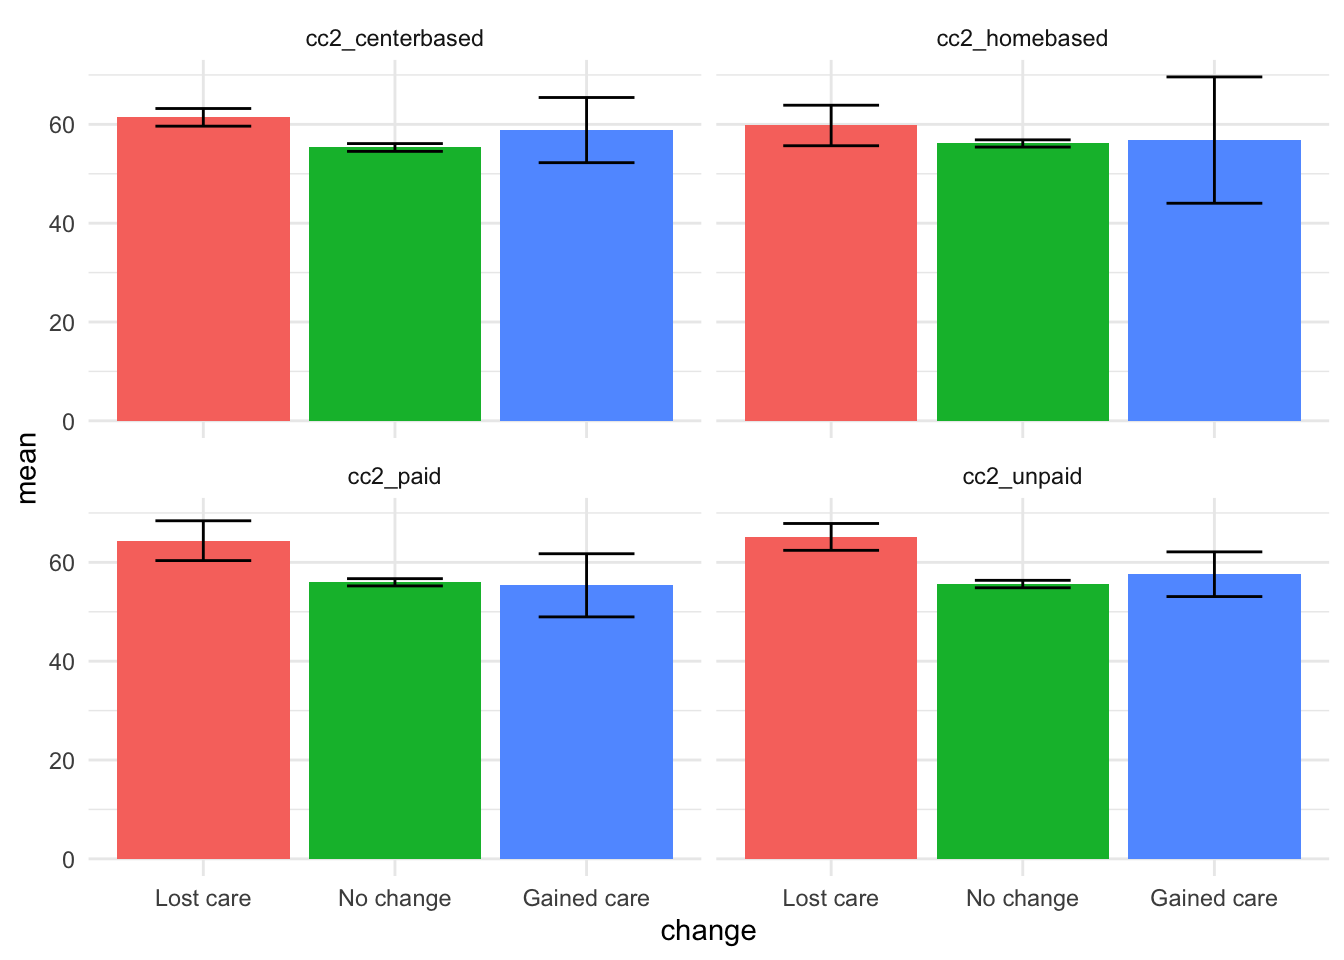 cc2_centerbased
cc2_homebased
60
40
20
0
cc2_paid
cc2_unpaid
60
40
20
0
mean
Lost care No change Gained care Lost care No change Gained care
change